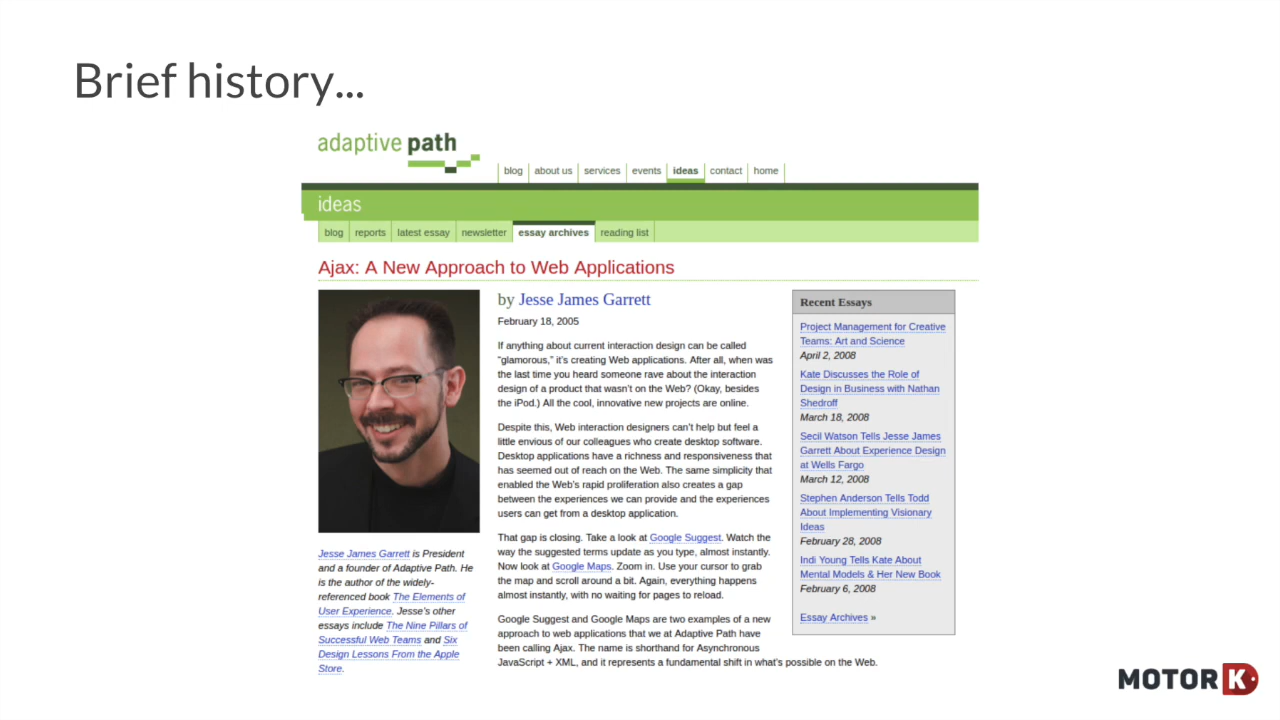 Brief history...
adaptive path
blog about us services events ideas contact home
ideas
blog reports latest essay newsletter essay archives reading list
Ajax: A New Approach to Web Applications
by Jesse James Garrett
February 18, 2005
If anything about current interaction design can be called
“glamorous,” it’s creating Web applications. After all, when was
the last time you heard someone rave about the interaction
design of a product that wasn’t on the Web? (Okay, besides
the iPod.) All the cool, innovative new projects are online.
Despite this, Web interaction designers can’t help but feel a
little envious of our colleagues who create desktop software.
Desktop applications have a richness and responsiveness that
has seemed out of reach on the Web. The same simplicity that
enabled the Web’s rapid proliferation also creates a gap
between the experiences we can provide and the experiences
users can get from a desktop application.
That gap is closing. Take a look at Google Suggest. Watch the
way the suggested terms update as you type, almost instantly.
Now look at Google Maps. Zoom in. Use your cursor to grab
the map and scroll around a bit. Again, everything happens
almost instantly, with no waiting for pages to reload.
Google Suggest and Google Maps are two examples of a new
approach to web applications that we at Adaptive Path have
been calling Ajax. The name is shorthand for Asynchronous
JavaScript + XML, and it represents a fundamental shift in what’s possible on the Web.
Jesse James Garrett is President
and a founder of Adaptive Path. He
is the author of the widely-
referenced book The Elements of
User Experience. Jesse’s other
essays include The Nine Pillars of
Successful Web Teams and Six
Design Lessons From the Apple
Store.
Recent Essays
Project Management for Creative
Teams: Art and Science
April 2, 2008
Kate Discusses the Role of
Design in Business with Nathan
Shedroff
March 18, 2008
Secil Watson Tells Jesse James
Garrett About Experience Design
at Wells Fargo
March 12, 2008
Stephen Anderson Tells Todd
About Implementing Visionary
Ideas
February 28, 2008
Indi Young Tells Kate About
Mental Models & Her New Book
February 6, 2008
Essay Archives »
MOTOR K